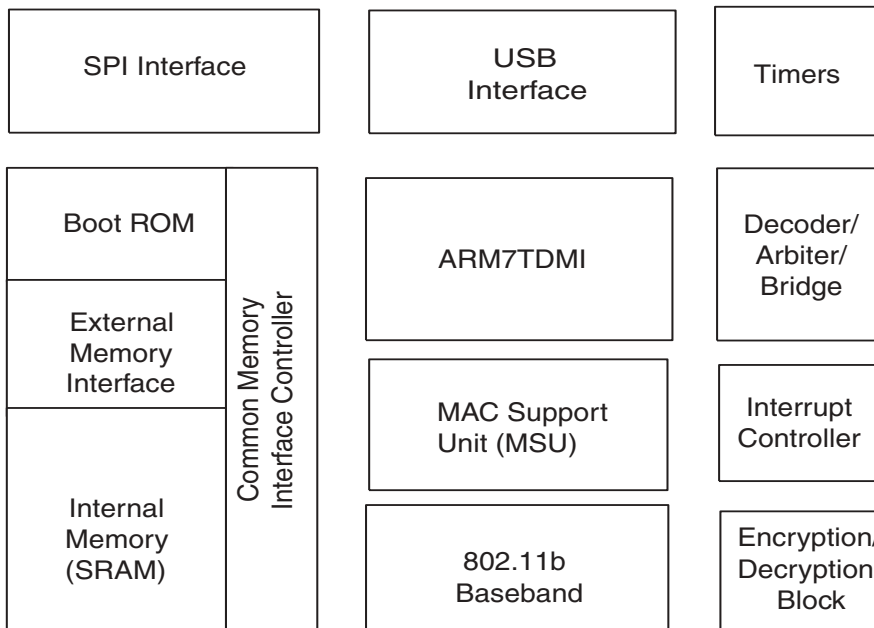 SPI Interface
USB
Interface
Timers
Boot ROM
External
Memory
Interface
Internal
Memory
(SRAM)
Common Memory
Interface Controller
ARM7TDMI
MAC Support
Unit (MSU)
802.11b
Baseband
Decoder/
Arbiter/
Bridge
Interrupt
Controller
Encryption/
Decryption
Block